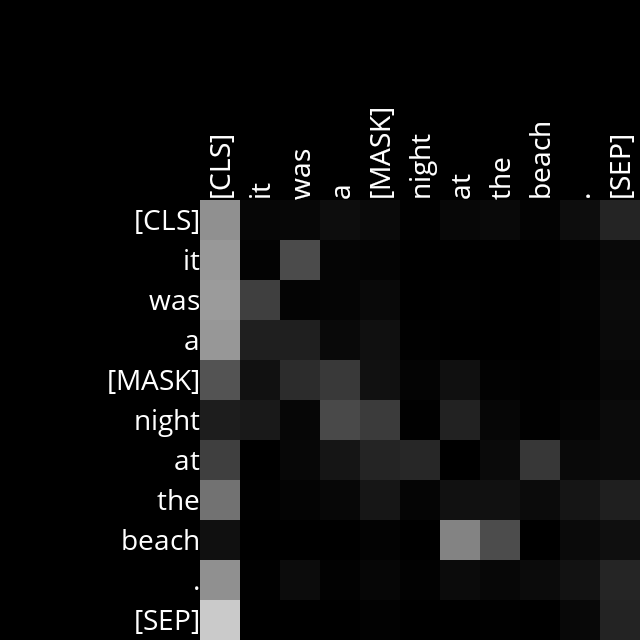 [CLS] it was a [MASK] night at the beach . [SEP]
[CLS]
it
was
a
[MASK]
night
at
the
beach
.
[SEP]